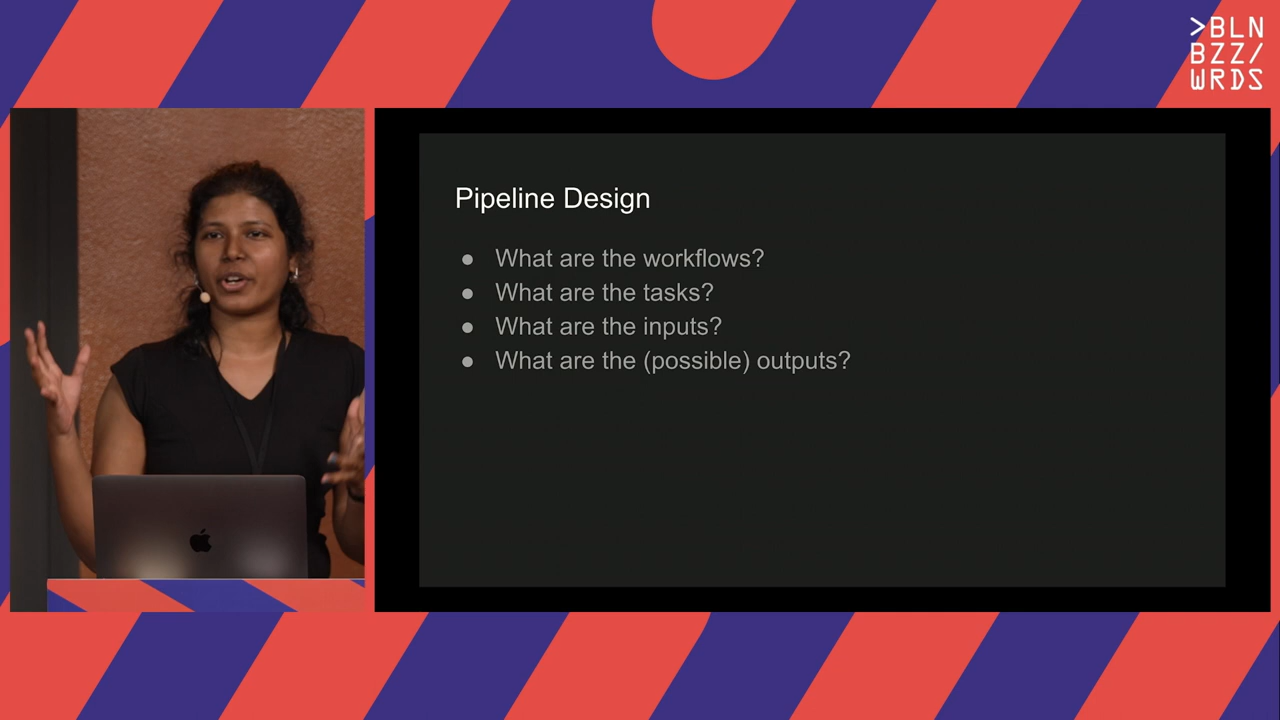 >BLN
BZZ/
WRDS
Pipeline Design
● What are the workflows?
● What are the tasks?
● What are the inputs?
● What are the (possible) outputs?